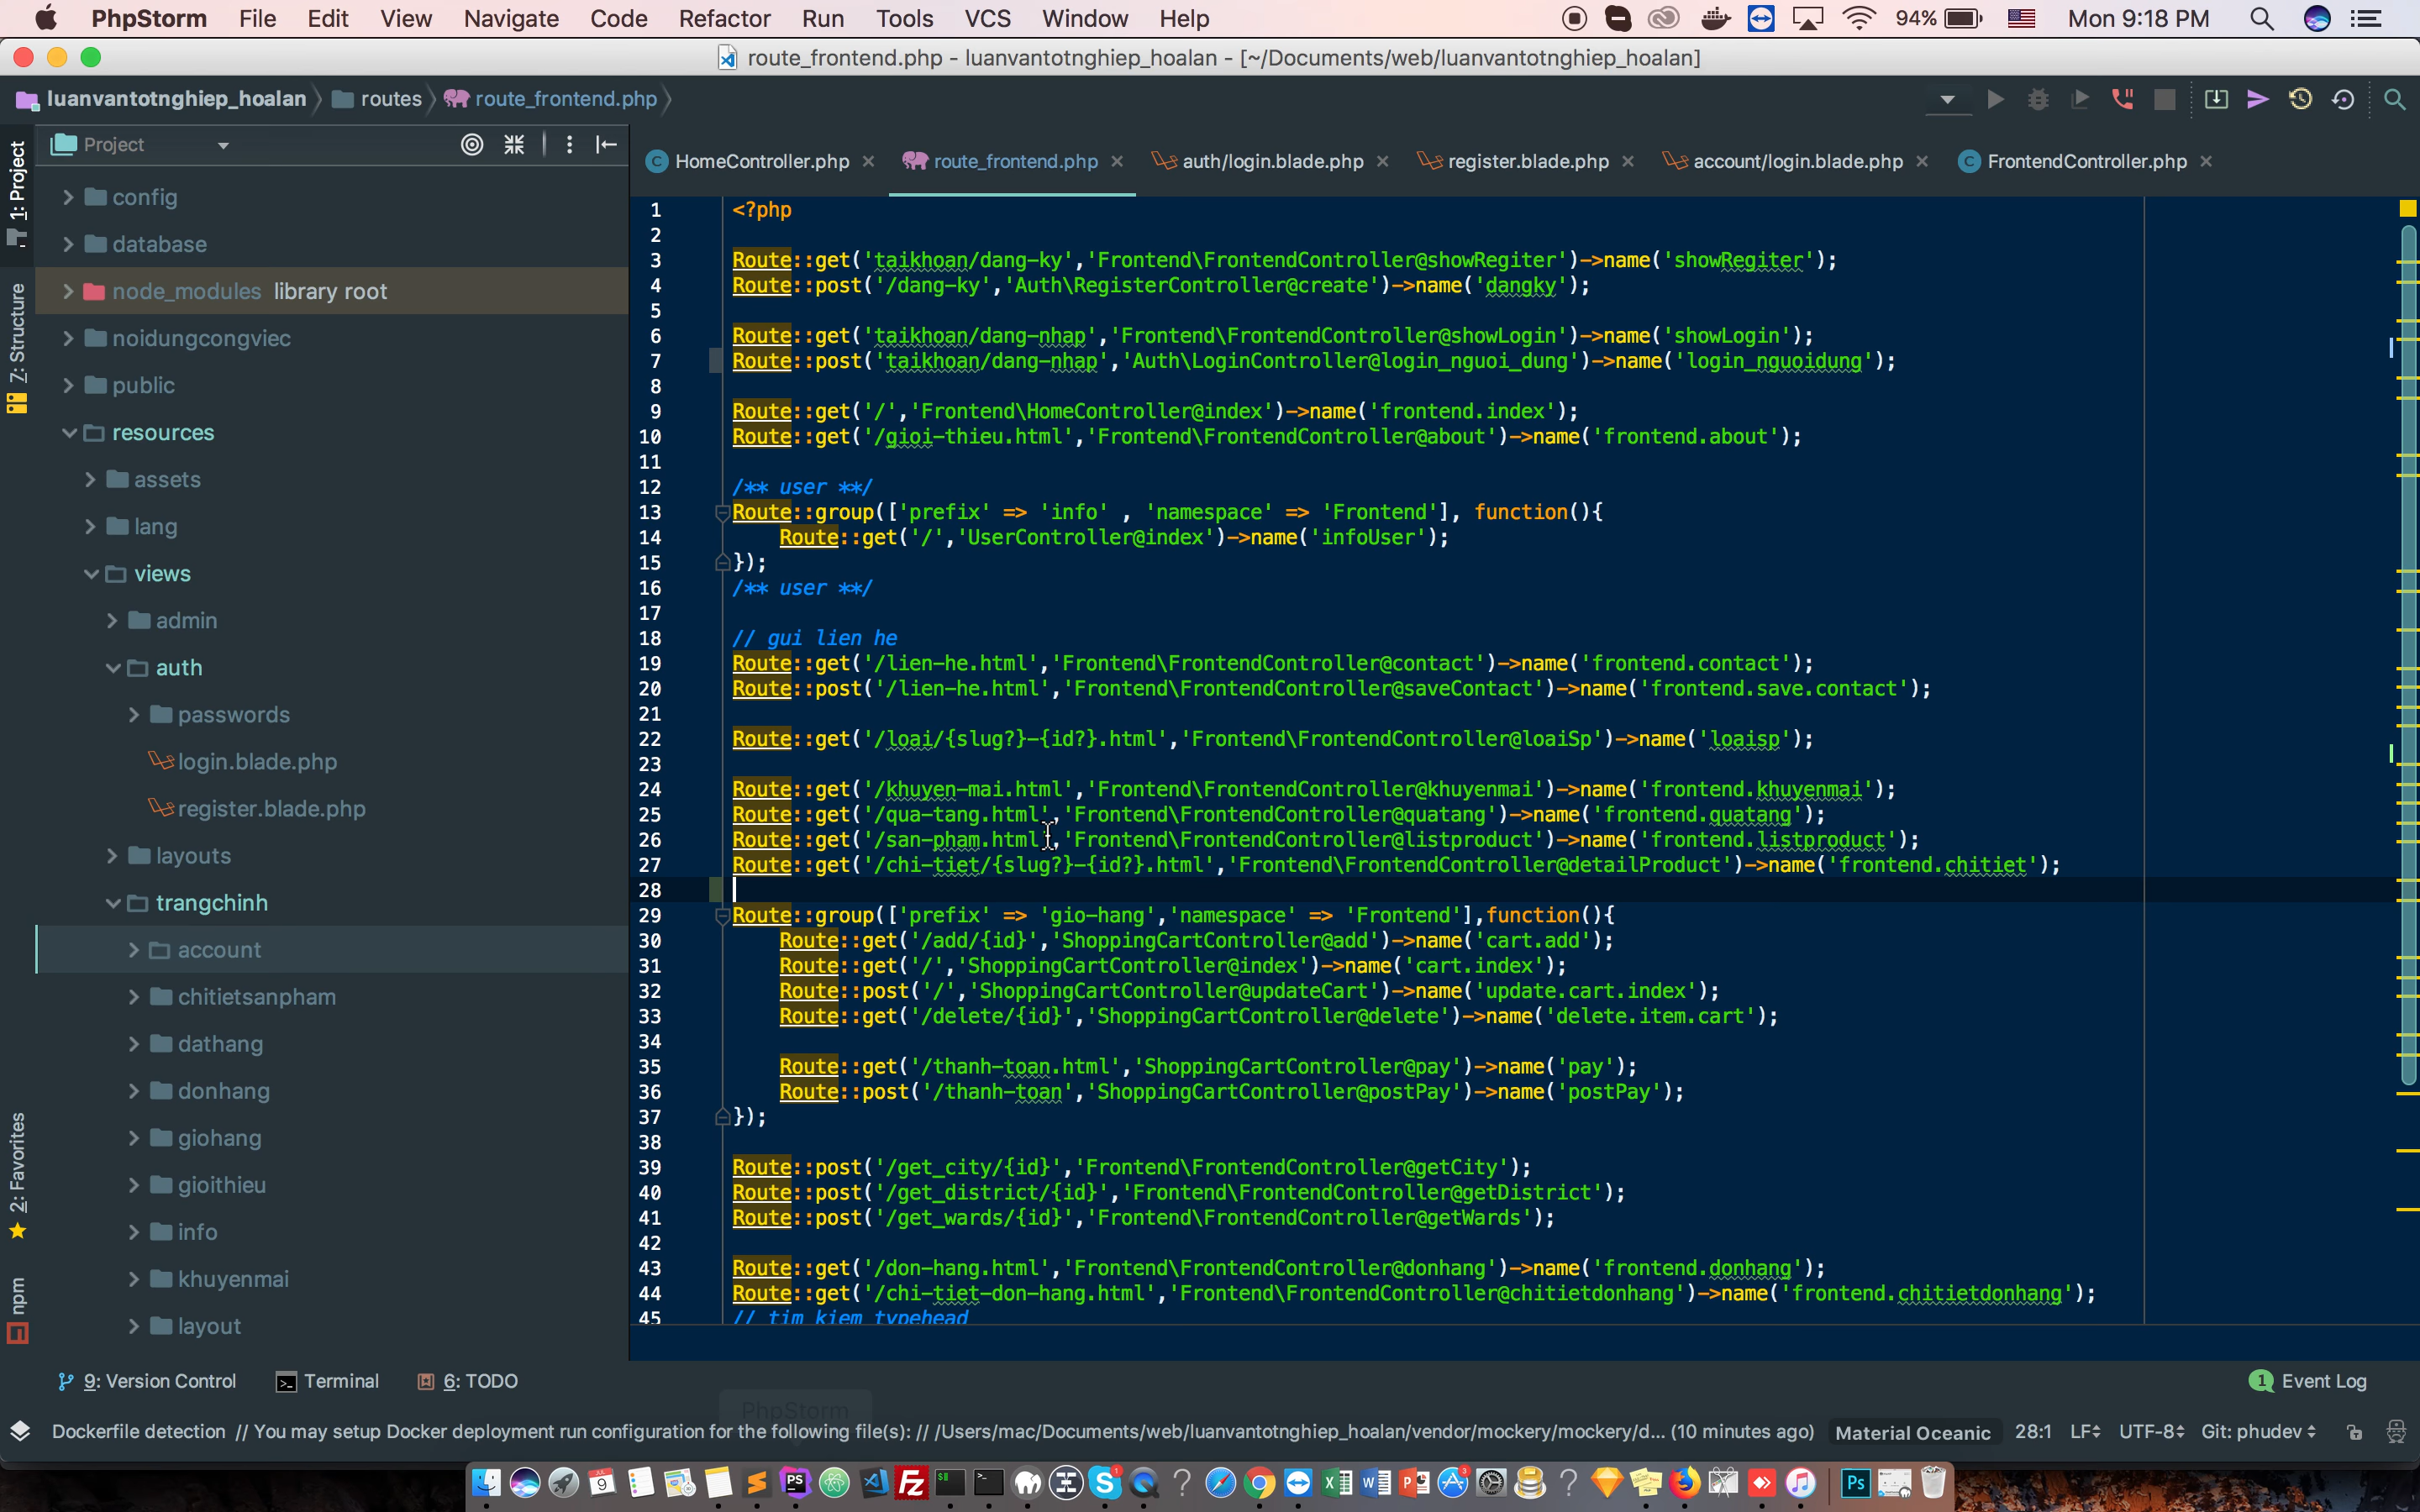 PhpStorm File Edit View Navigate Code Refactor Run Tools VCS Window Help 94% Mon 9:18 PM
route_frontend.php - luanvantotnghiep_hoalan - [~/Documents/web/luanvantotnghiep_hoalan]
luanvantotnghiep_hoalan routes route_frontend.php
Project
HomeController.php route_frontend.php auth/login.blade.php register.blade.php account/login.blade.php FrontendController.php
1: Project
Z: Structure
2: Favorites
npm
config
database
node_modules library root
noidungcongviec
public
resources
assets
lang
views
admin
auth
passwords
login.blade.php
register.blade.php
layouts
trangchinh
account
chitietsanpham
dathang
donhang
giohang
gioithieu
info
khuyenmai
layout
1 <?php
2
3 Route::get('taikhoan/dang-ky','Frontend\FrontendController@showRegiter')->name('showRegiter');
4 Route::post('/dang-ky','Auth\RegisterController@create')->name('dangky');
5
6 Route::get('taikhoan/dang-nhap','Frontend\FrontendController@showLogin')->name('showLogin');
7 Route::post('taikhoan/dang-nhap','Auth\LoginController@login_nguoi_dung')->name('login_nguoidung');
8
9 Route::get('/','Frontend\HomeController@index')->name('frontend.index');
10 Route::get('/gioi-thieu.html','Frontend\FrontendController@about')->name('frontend.about');
11
12 /** user **/
13 Route::group(['prefix' => 'info' , 'namespace' => 'Frontend'], function(){
14 Route::get('/','UserController@index')->name('infoUser');
15 });
16 /** user **/
17
18 // gui lien he
19 Route::get('/lien-he.html','Frontend\FrontendController@contact')->name('frontend.contact');
20 Route::post('/lien-he.html','Frontend\FrontendController@saveContact')->name('frontend.save.contact');
21
22 Route::get('/loai/{slug?}-{id?}.html','Frontend\FrontendController@loaiSp')->name('loaisp');
23
24 Route::get('/khuyen-mai.html','Frontend\FrontendController@khuyenmai')->name('frontend.khuyenmai');
25 Route::get('/qua-tang.html','Frontend\FrontendController@quatang')->name('frontend.quatang');
26 Route::get('/san-pham.html','Frontend\FrontendController@listproduct')->name('frontend.listproduct');
27 Route::get('/chi-tiet/{slug?}-{id?}.html','Frontend\FrontendController@detailProduct')->name('frontend.chitiet');
28
29 Route::group(['prefix' => 'gio-hang','namespace' => 'Frontend'],function(){
30 Route::get('/add/{id}','ShoppingCartController@add')->name('cart.add');
31 Route::get('/','ShoppingCartController@index')->name('cart.index');
32 Route::post('/','ShoppingCartController@updateCart')->name('update.cart.index');
33 Route::get('/delete/{id}','ShoppingCartController@delete')->name('delete.item.cart');
34
35 Route::get('/thanh-toan.html','ShoppingCartController@pay')->name('pay');
36 Route::post('/thanh-toan','ShoppingCartController@postPay')->name('postPay');
37 });
38
39 Route::post('/get_city/{id}','Frontend\FrontendController@getCity');
40 Route::post('/get_district/{id}','Frontend\FrontendController@getDistrict');
41 Route::post('/get_wards/{id}','Frontend\FrontendController@getWards');
42
43 Route::get('/don-hang.html','Frontend\FrontendController@donhang')->name('frontend.donhang');
44 Route::get('/chi-tiet-don-hang.html','Frontend\FrontendController@chitietdonhang')->name('frontend.chitietdonhang');
45 // tim kiem typehead
9: Version Control Terminal 6: TODO 1 Event Log
PhpStorm
Dockerfile detection // You may setup Docker deployment run configuration for the following file(s): // /Users/mac/Documents/web/luanvantotnghiep_hoalan/vendor/mockery/mockery/d... (10 minutes ago) Material Oceanic 28:1 LF UTF-8 Git: phudev